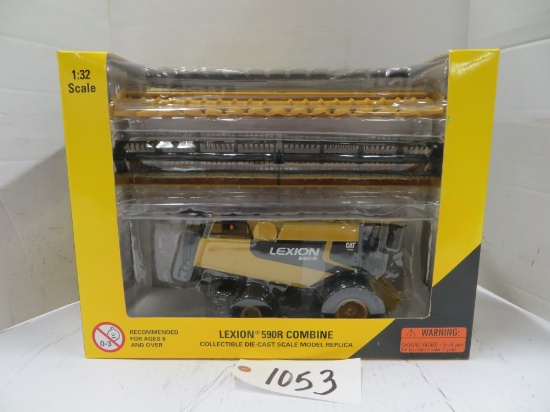 1:32
Scale
LEXION
590R
CAT
0-3
RECOMMENDED
FOR AGES 8
AND OVER
LEXION® 590R COMBINE
COLLECTIBLE DIE-CAST SCALE MODEL REPLICA
WARNING:
1053